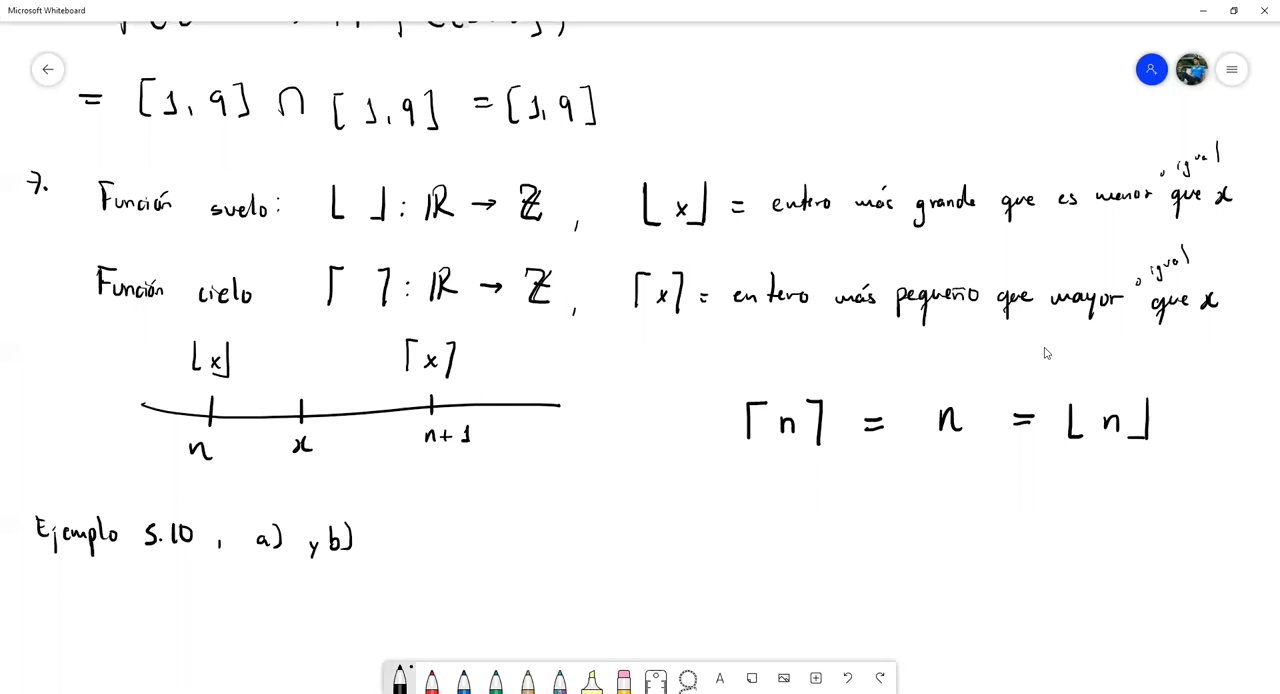 Microsoft Whiteboard
= [1, 9] ∩ [1, 9] = [1, 9]
7. Función suelo: ⌊ ⌋ : ℝ → ℤ , ⌊x⌋ = entero más grande que es menor o igual que x
Función cielo ⌈ ⌉ : ℝ → ℤ , ⌈x⌉ = entero más pequeño que mayor o igual que x
⌊x⌋ ⌈x⌉
n x n+1
⌈n⌉ = n = ⌊n⌋
Ejemplo 5.10 , a) y b)